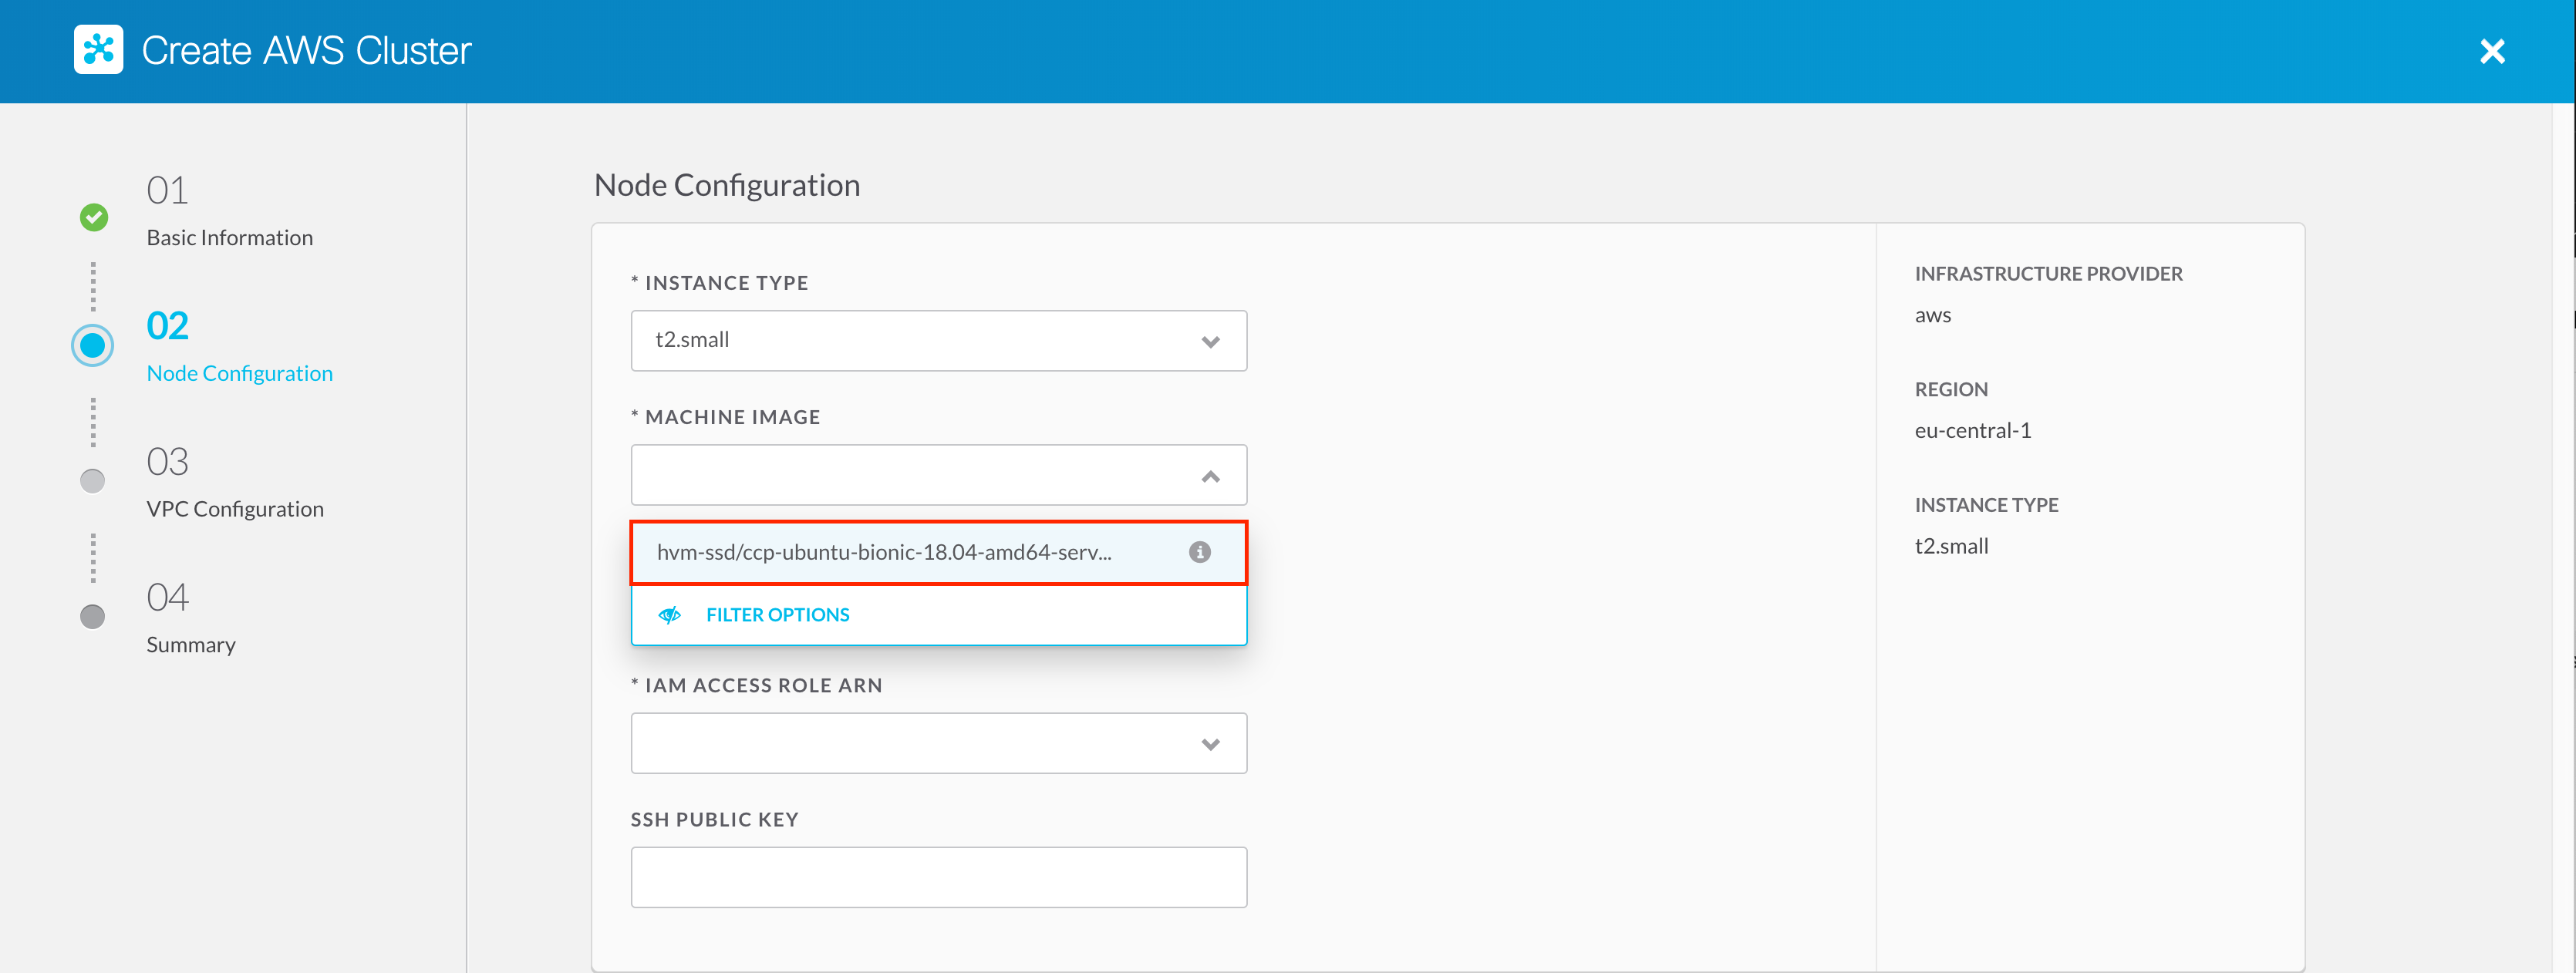 Create AWS Cluster
01
Basic Information
02
Node Configuration
03
VPC Configuration
04
Summary
Node Configuration
* INSTANCE TYPE
t2.small
* MACHINE IMAGE
hvm-ssd/ccp-ubuntu-bionic-18.04-amd64-serv...
FILTER OPTIONS
* IAM ACCESS ROLE ARN
SSH PUBLIC KEY
INFRASTRUCTURE PROVIDER
aws
REGION
eu-central-1
INSTANCE TYPE
t2.small